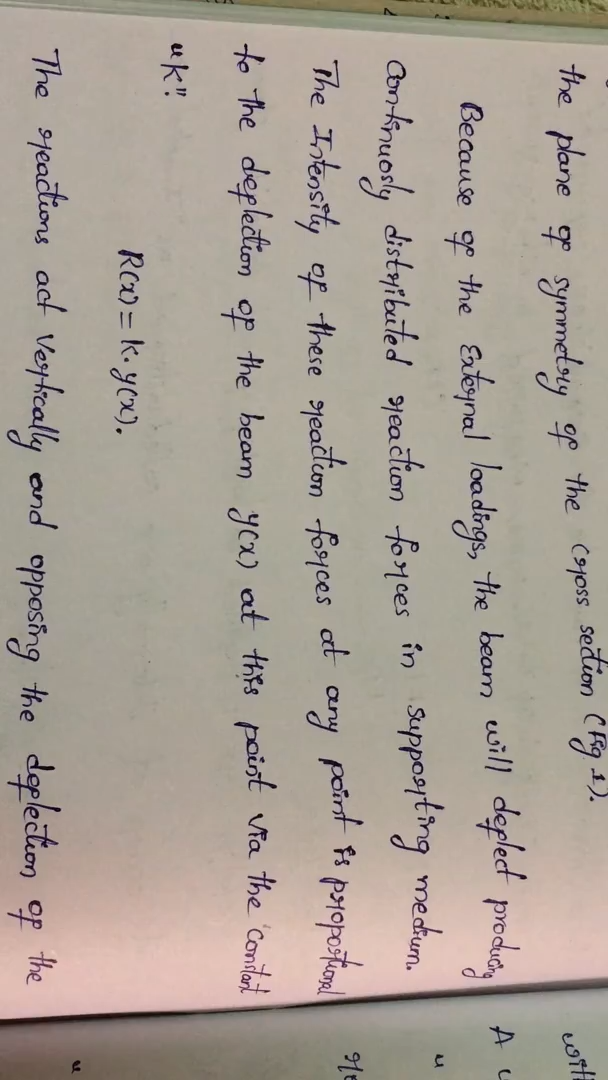 the plane of symmetry of the cross section (Fig 1).
Because of the External loadings, the beam will deflect producing
Continuosly distributed reaction forces in supporting medium.
The Intensity of these reaction forces at any point is propotional
to the deflection of the beam y(x) at this point via the constant
"K".
R(x) = K.y(x).
The reactions act Vertically and opposing the deflection of the
with
A